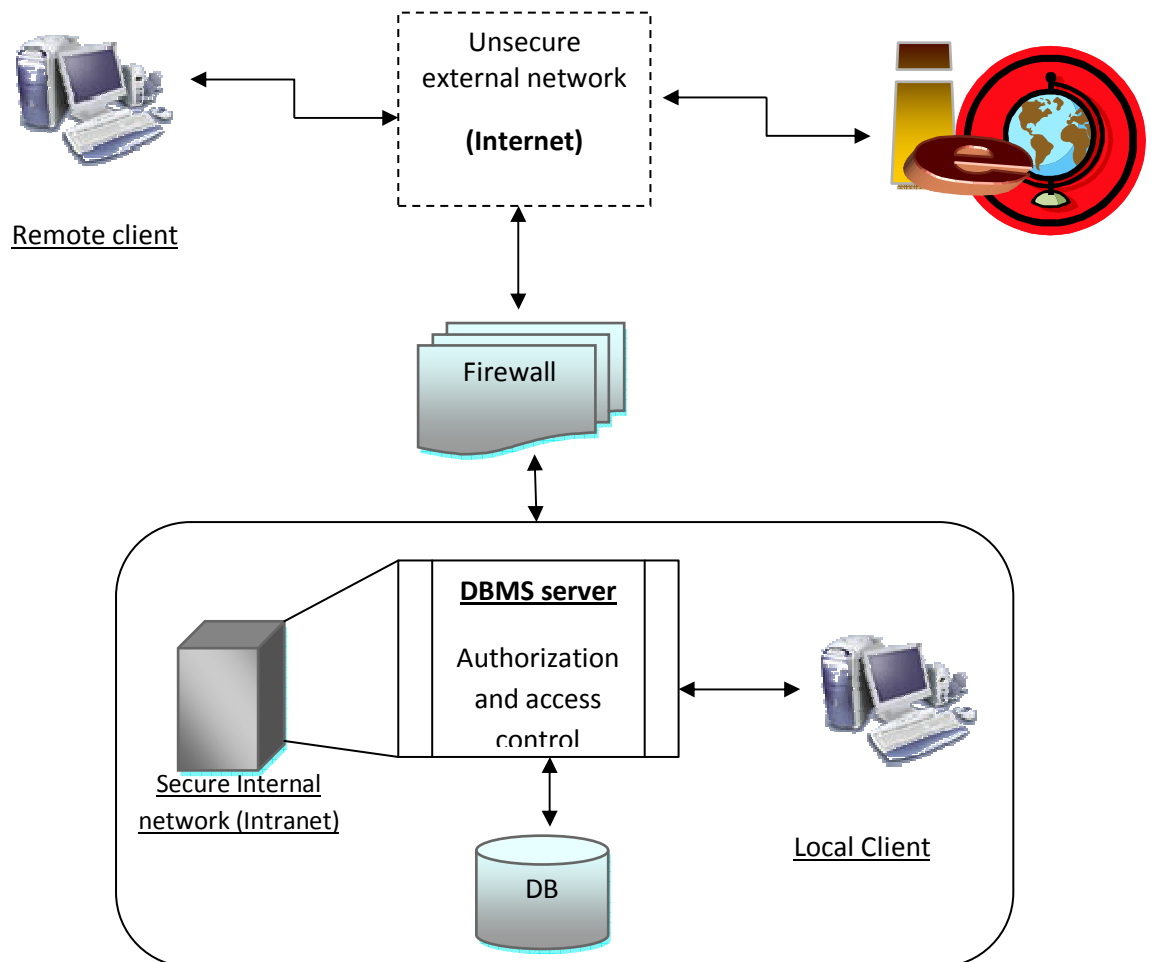 Unsecure
external network
(Internet)
Remote client
Firewall
DBMS server
Authorization
and access
control
Secure Internal
network (Intranet)
Local Client
DB